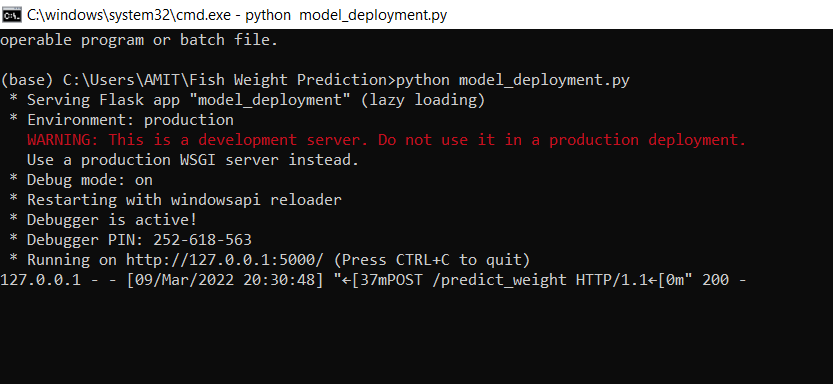 C:\windows\system32\cmd.exe - python  model_deployment.py
operable program or batch file.
(base) C:\Users\AMIT\Fish Weight Prediction>python model_deployment.py
 * Serving Flask app "model_deployment" (lazy loading)
 * Environment: production
   WARNING: This is a development server. Do not use it in a production deployment.
   Use a production WSGI server instead.
 * Debug mode: on
 * Restarting with windowsapi reloader
 * Debugger is active!
 * Debugger PIN: 252-618-563
 * Running on http://127.0.0.1:5000/ (Press CTRL+C to quit)
127.0.0.1 - - [09/Mar/2022 20:30:48] "←[37mPOST /predict_weight HTTP/1.1←[0m" 200 -